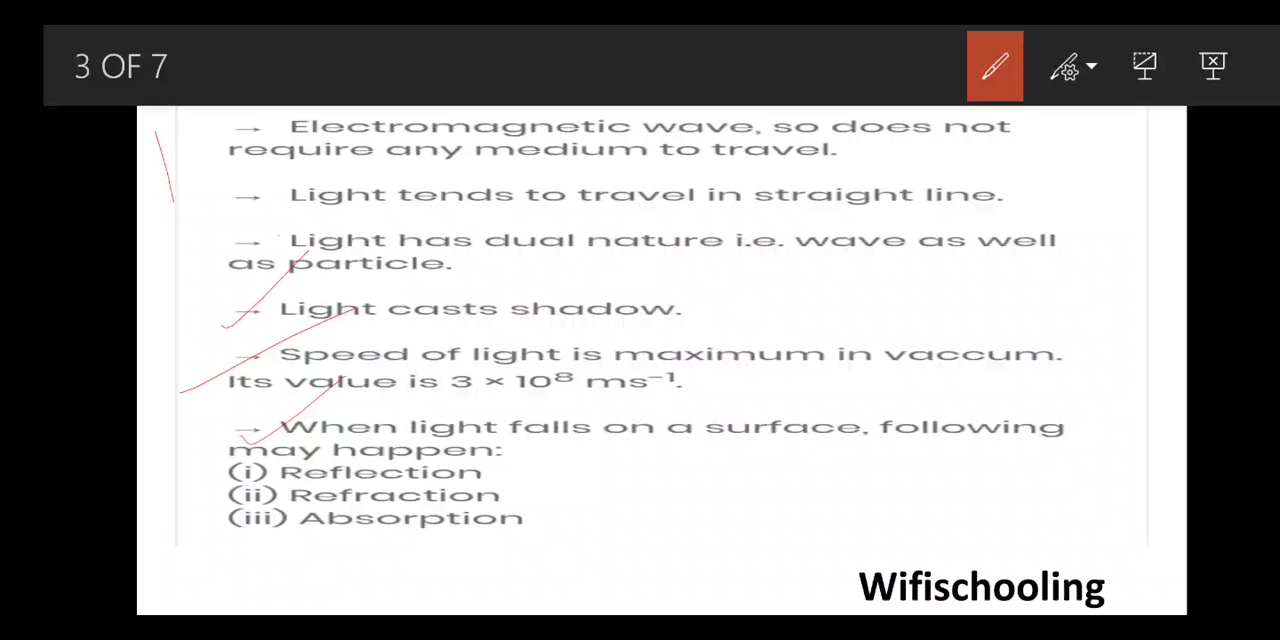 3 OF 7
→ Electromagnetic wave, so does not
require any medium to travel.
→ Light tends to travel in straight line.
→ Light has dual nature i.e. wave as well
as particle.
→ Light casts shadow.
→ Speed of light is maximum in vaccum.
Its value is 3 × 10⁸ ms⁻¹.
→ When light falls on a surface, following
may happen:
(i) Reflection
(ii) Refraction
(iii) Absorption
Wifischooling